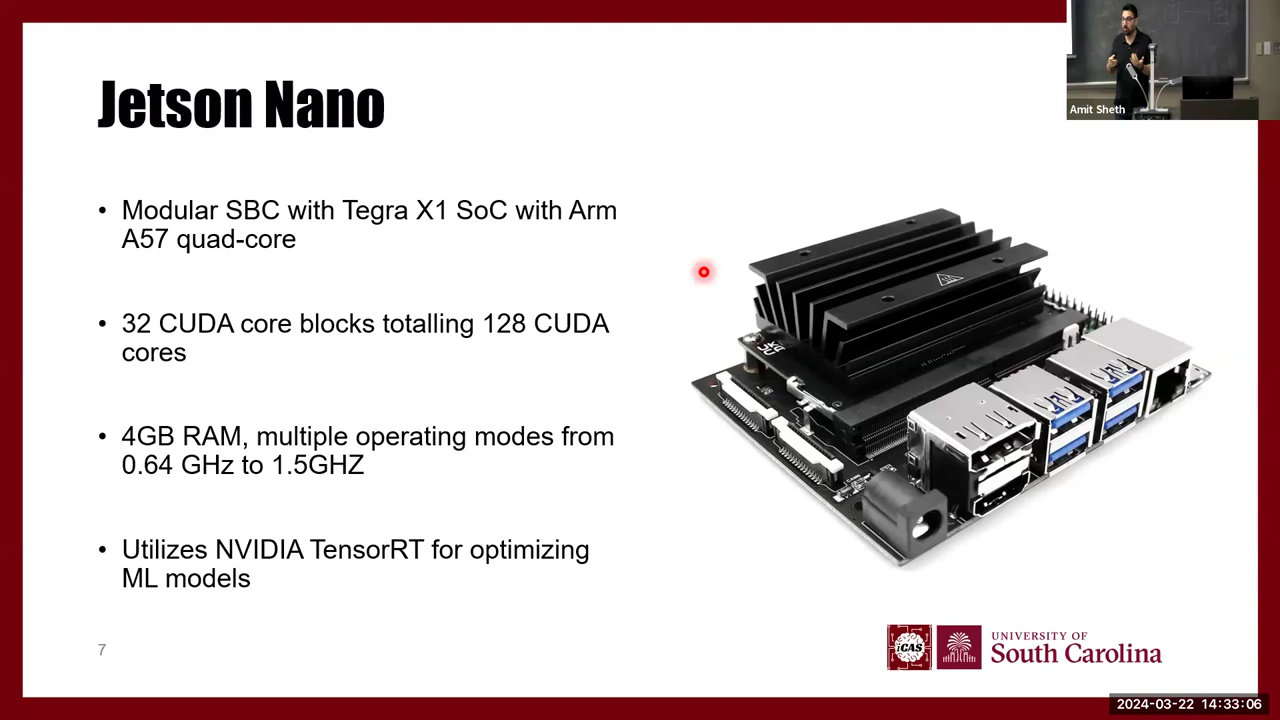 Amit Sheth
Jetson Nano
• Modular SBC with Tegra X1 SoC with Arm
A57 quad-core
• 32 CUDA core blocks totalling 128 CUDA
cores
• 4GB RAM, multiple operating modes from
0.64 GHz to 1.5GHZ
• Utilizes NVIDIA TensorRT for optimizing
ML models
7
iCAS
UNIVERSITY OF
South Carolina
2024-03-22 14:33:06